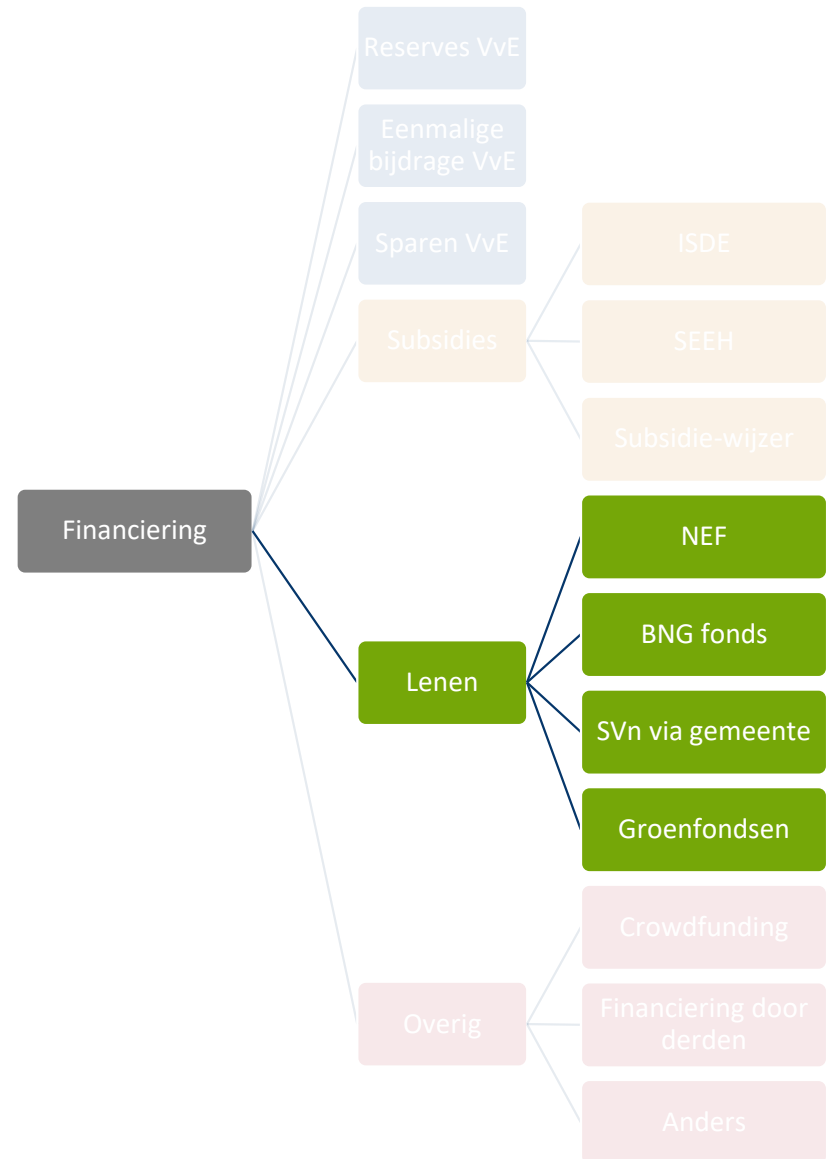 Reserves VvE
Eenmalige
bijdrage VvE
Sparen VvE
ISDE
Subsidies
SEEH
Subsidie-wijzer
Financiering
NEF
BNG fonds
Lenen
SVn via gemeente
Groenfondsen
Crowdfunding
Overig
Financiering door
derden
Anders